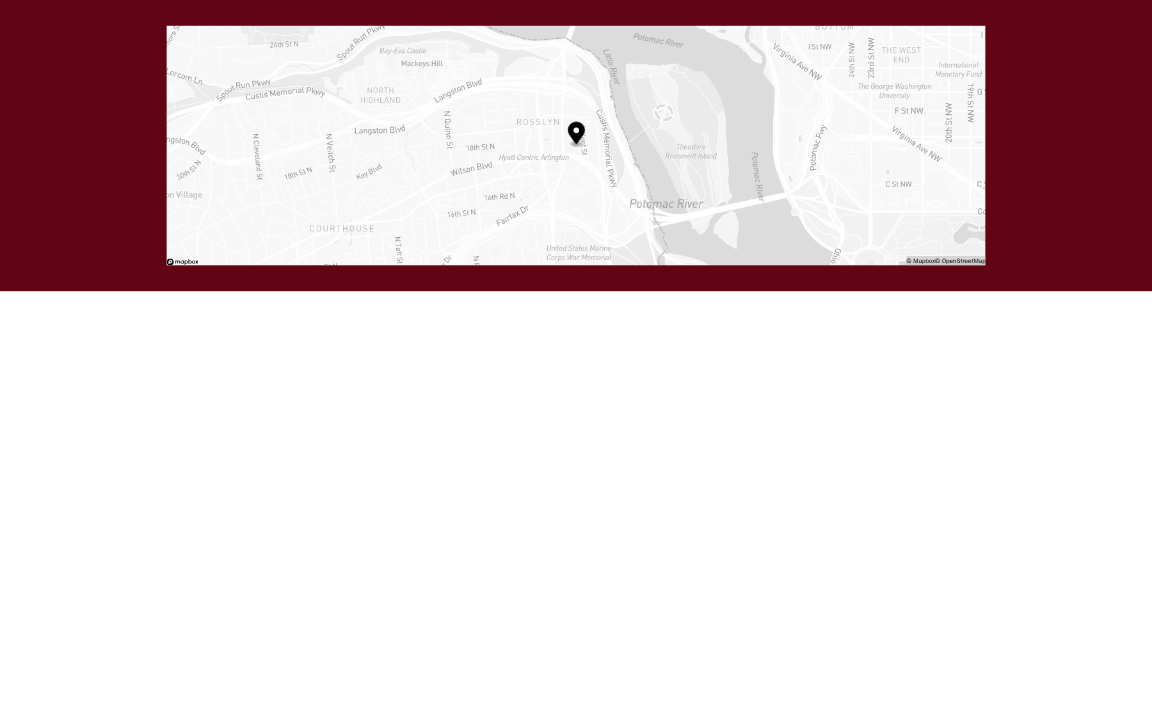 24th St N
Spout Run Pkwy
Bay-Eva Castle
Mackeys Hill
Potomac River
Little River
BOTTOM
I St NW
Virginia Ave NW
24th St NW
23rd St NW
THE WEST
END
International
Monetary Fund
Lorcom Ln
Spout Run Pkwy
Custis Memorial Pkwy
NORTH
HIGHLAND
Langston Blvd
The George Washington
University
19th St NW
F St NW
20th St NW
N Quinn St
ROSSLYN
Custis Memorial Pkwy
Langston Blvd
Potomac Pkwy
Virginia Ave NW
ngston Blvd
N Cleveland St
N Veitch St
18th St N
Hyatt Centric Arlington
Theodore
Roosevelt Island
Potomac River
20th St N
18th St N
Key Blvd
Wilson Blvd
C St NW
on Village
16th Rd N
Potomac River
16th St N
Fairfax Dr
COURTHOUSE
N Taft St
United States Marine
Corps War Memorial
mapbox
© Mapbox© OpenStreetMap